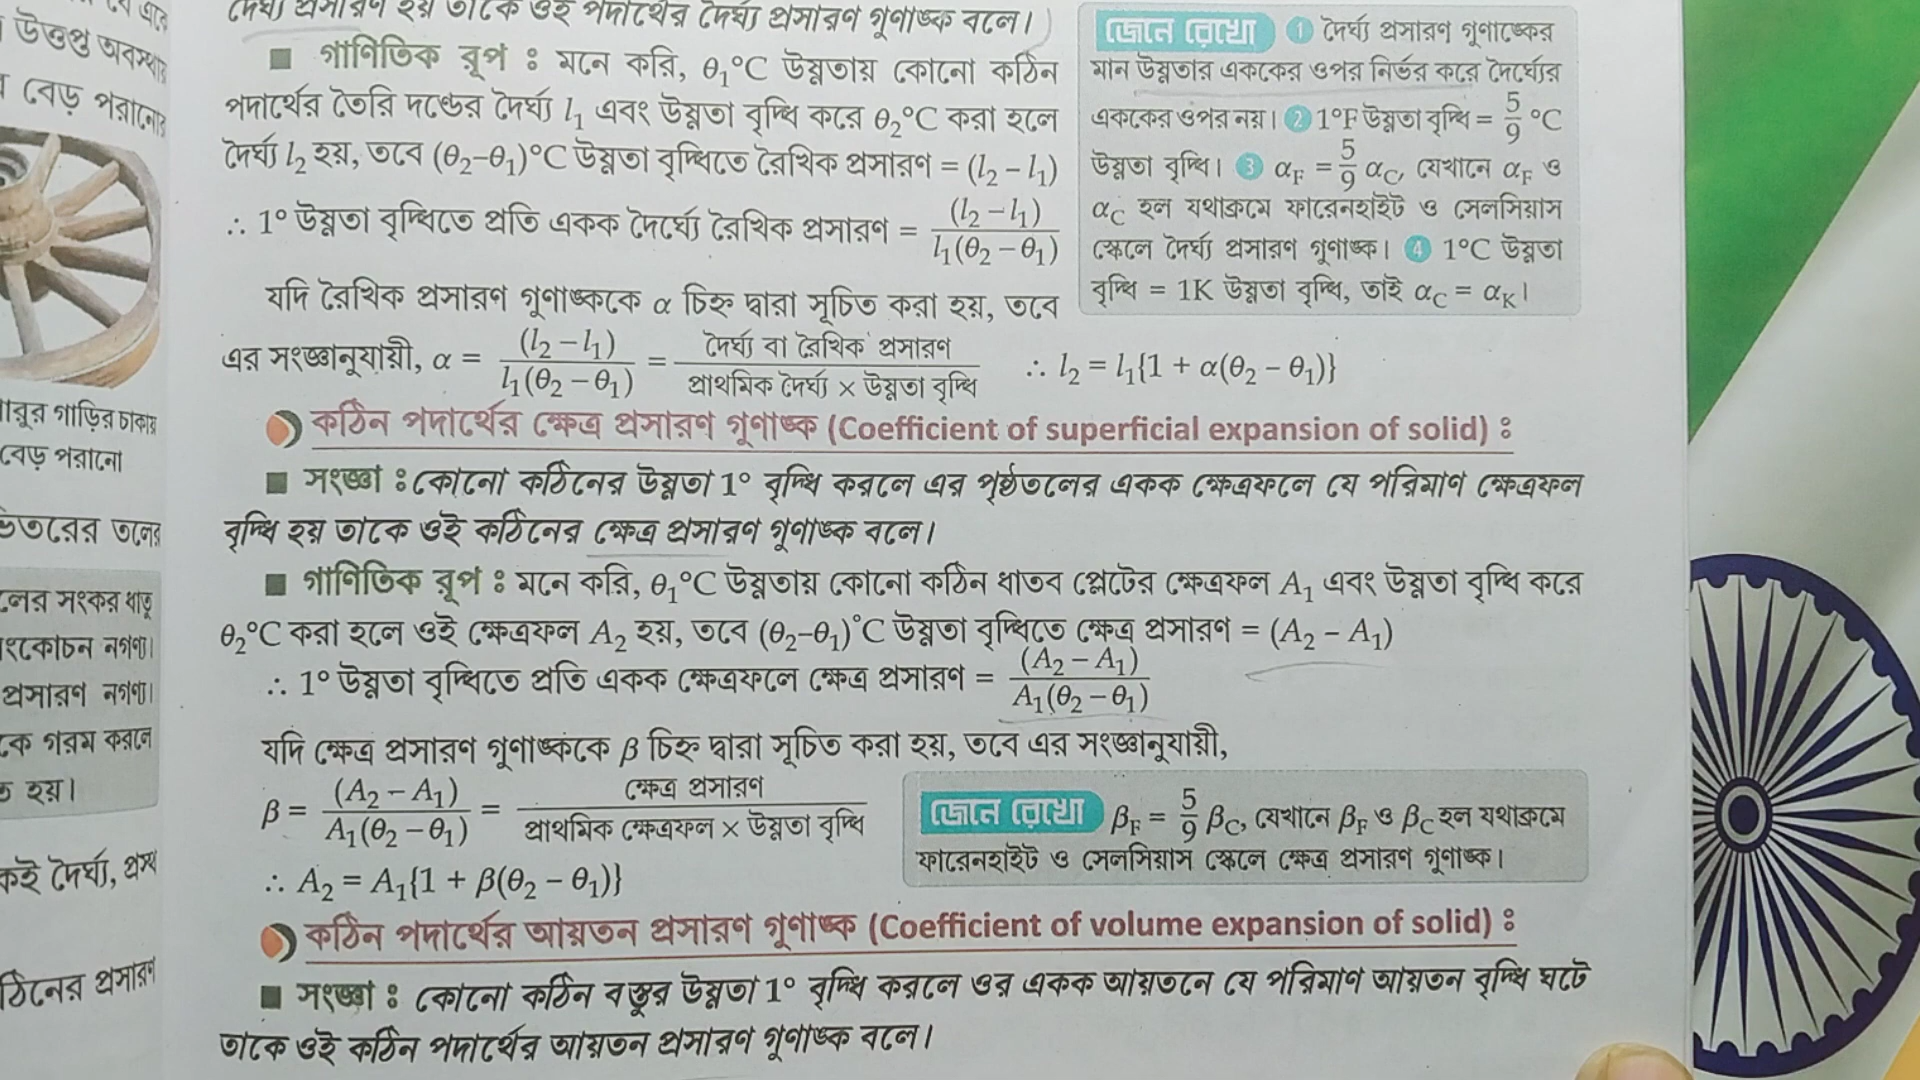 উত্তপ্ত অবস্থায়
বেড় পরানোর
গরুর গাড়ির চাকায়
বেড় পরানো
ভিতরের তলের
সংকর ধাতু
সংকোচন নগণ্য।
প্রসারণ নগণ্য।
কে গরম করলে
হয়।
একই দৈর্ঘ্য, প্রস্থ
কঠিনের প্রসারণ
দৈর্ঘ্য প্রসারণ হয় তাকে ওই পদার্থের দৈর্ঘ্য প্রসারণ গুণাঙ্ক বলে।
■ গাণিতিক রূপ : মনে করি, θ₁°C উষ্ণতায় কোনো কঠিন
পদার্থের তৈরি দণ্ডের দৈর্ঘ্য l₁ এবং উষ্ণতা বৃদ্ধি করে θ₂°C করা হলে
দৈর্ঘ্য l₂ হয়, তবে (θ₂–θ₁)°C উষ্ণতা বৃদ্ধিতে রৈখিক প্রসারণ = (l₂ – l₁)
∴ 1° উষ্ণতা বৃদ্ধিতে প্রতি একক দৈর্ঘ্যে রৈখিক প্রসারণ = (l₂ – l₁) / l₁(θ₂ – θ₁)
যদি রৈখিক প্রসারণ গুণাঙ্ককে α চিহ্ন দ্বারা সূচিত করা হয়, তবে
জেনে রেখো 1 দৈর্ঘ্য প্রসারণ গুণাঙ্কের
মান উষ্ণতার এককের ওপর নির্ভর করে দৈর্ঘ্যের
এককের ওপর নয়। 2 1°F উষ্ণতা বৃদ্ধি = 5/9 °C
উষ্ণতা বৃদ্ধি। 3 α_F = 5/9 α_C, যেখানে α_F ও
α_C হল যথাক্রমে ফারেনহাইট ও সেলসিয়াস
স্কেলে দৈর্ঘ্য প্রসারণ গুণাঙ্ক। 4 1°C উষ্ণতা
বৃদ্ধি = 1K উষ্ণতা বৃদ্ধি, তাই α_C = α_K।
এর সংজ্ঞানুযায়ী, α = (l₂ – l₁) / l₁(θ₂ – θ₁) = দৈর্ঘ্য বা রৈখিক প্রসারণ / প্রাথমিক দৈর্ঘ্য × উষ্ণতা বৃদ্ধি ∴ l₂ = l₁{1 + α(θ₂ – θ₁)}
কঠিন পদার্থের ক্ষেত্র প্রসারণ গুণাঙ্ক (Coefficient of superficial expansion of solid) :
■ সংজ্ঞা : কোনো কঠিনের উষ্ণতা 1° বৃদ্ধি করলে এর পৃষ্ঠতলের একক ক্ষেত্রফলে যে পরিমাণ ক্ষেত্রফল
বৃদ্ধি হয় তাকে ওই কঠিনের ক্ষেত্র প্রসারণ গুণাঙ্ক বলে।
■ গাণিতিক রূপ : মনে করি, θ₁°C উষ্ণতায় কোনো কঠিন ধাতব প্লেটের ক্ষেত্রফল A₁ এবং উষ্ণতা বৃদ্ধি করে
θ₂°C করা হলে ওই ক্ষেত্রফল A₂ হয়, তবে (θ₂–θ₁)°C উষ্ণতা বৃদ্ধিতে ক্ষেত্র প্রসারণ = (A₂ – A₁)
∴ 1° উষ্ণতা বৃদ্ধিতে প্রতি একক ক্ষেত্রফলে ক্ষেত্র প্রসারণ = (A₂ – A₁) / A₁(θ₂ – θ₁)
যদি ক্ষেত্র প্রসারণ গুণাঙ্ককে β চিহ্ন দ্বারা সূচিত করা হয়, তবে এর সংজ্ঞানুযায়ী,
β = (A₂ – A₁) / A₁(θ₂ – θ₁) = ক্ষেত্র প্রসারণ / প্রাথমিক ক্ষেত্রফল × উষ্ণতা বৃদ্ধি
∴ A₂ = A₁{1 + β(θ₂ – θ₁)}
জেনে রেখো β_F = 5/9 β_C, যেখানে β_F ও β_C হল যথাক্রমে
ফারেনহাইট ও সেলসিয়াস স্কেলে ক্ষেত্র প্রসারণ গুণাঙ্ক।
কঠিন পদার্থের আয়তন প্রসারণ গুণাঙ্ক (Coefficient of volume expansion of solid) :
■ সংজ্ঞা : কোনো কঠিন বস্তুর উষ্ণতা 1° বৃদ্ধি করলে ওর একক আয়তনে যে পরিমাণ আয়তন বৃদ্ধি ঘটে
তাকে ওই কঠিন পদার্থের আয়তন প্রসারণ গুণাঙ্ক বলে।